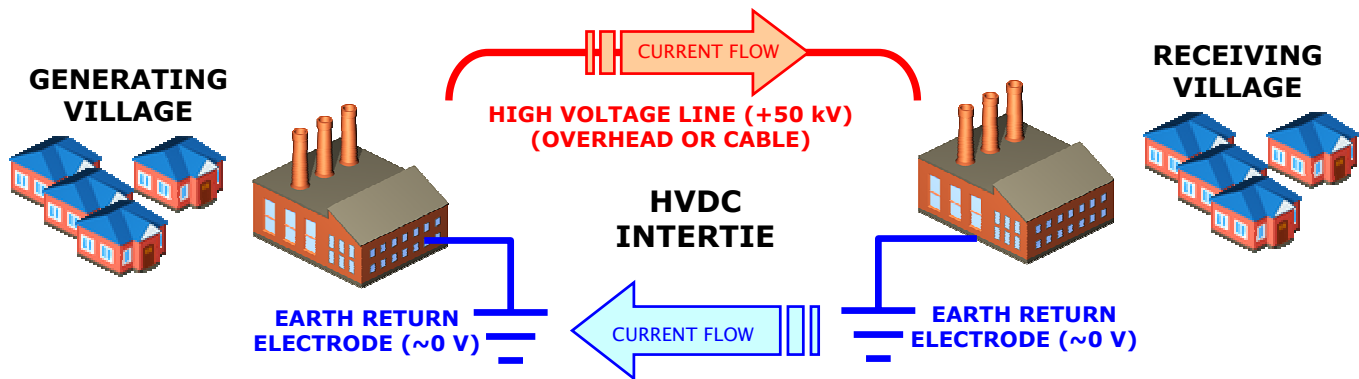 GENERATING
VILLAGE
CURRENT FLOW
HIGH VOLTAGE LINE (+50 kV)
(OVERHEAD OR CABLE)
RECEIVING
VILLAGE
HVDC
INTERTIE
EARTH RETURN
ELECTRODE (~0 V)
CURRENT FLOW
EARTH RETURN
ELECTRODE (~0 V)